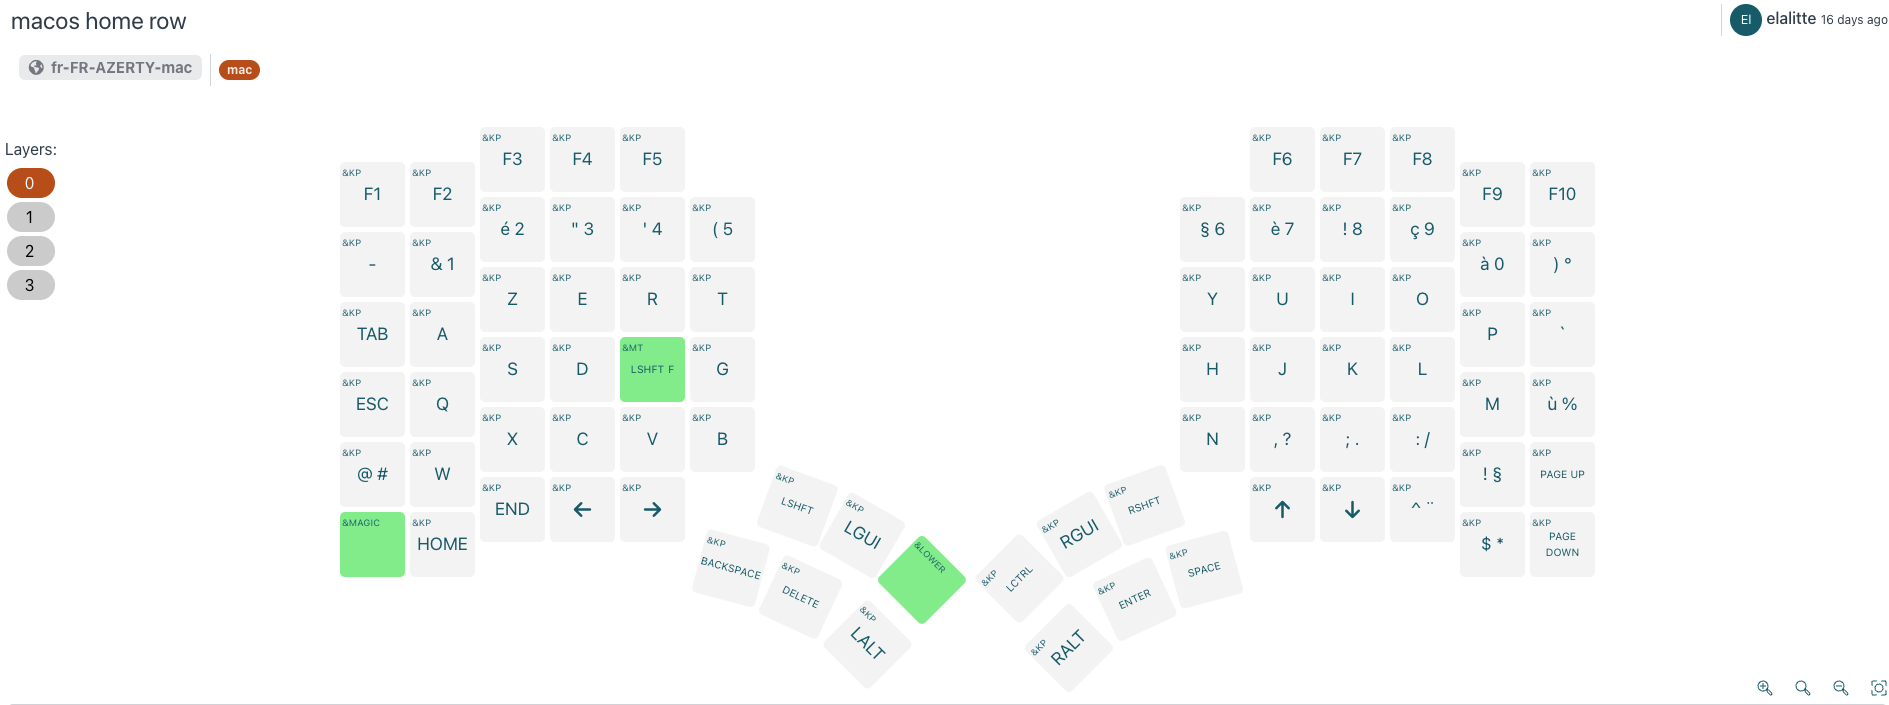 macos home row
El elalitte 16 days ago
fr-FR-AZERTY-mac mac
Layers:
0
1
2
3
&KP F1
&KP F2
&KP F3
&KP F4
&KP F5
&KP F6
&KP F7
&KP F8
&KP F9
&KP F10
&KP -
&KP & 1
&KP é 2
&KP " 3
&KP ' 4
&KP ( 5
&KP § 6
&KP è 7
&KP ! 8
&KP ç 9
&KP à 0
&KP ) °
&KP TAB
&KP A
&KP Z
&KP E
&KP R
&KP T
&KP Y
&KP U
&KP I
&KP O
&KP P
&KP `
&KP ESC
&KP Q
&KP S
&KP D
&MT LSHFT F
&KP G
&KP H
&KP J
&KP K
&KP L
&KP M
&KP ù %
&KP @ #
&KP W
&KP X
&KP C
&KP V
&KP B
&KP N
&KP , ?
&KP ; .
&KP : /
&KP ! §
&KP PAGE UP
&MAGIC
&KP HOME
&KP END
&KP ←
&KP →
&KP ↑
&KP ↓
&KP ^ ¨
&KP $ *
&KP PAGE
DOWN
&KP LSHFT
&KP LGUI
&LOWER
&KP LCTRL
&KP RGUI
&KP RSHFT
&KP BACKSPACE
&KP DELETE
&KP LALT
&KP RALT
&KP ENTER
&KP SPACE